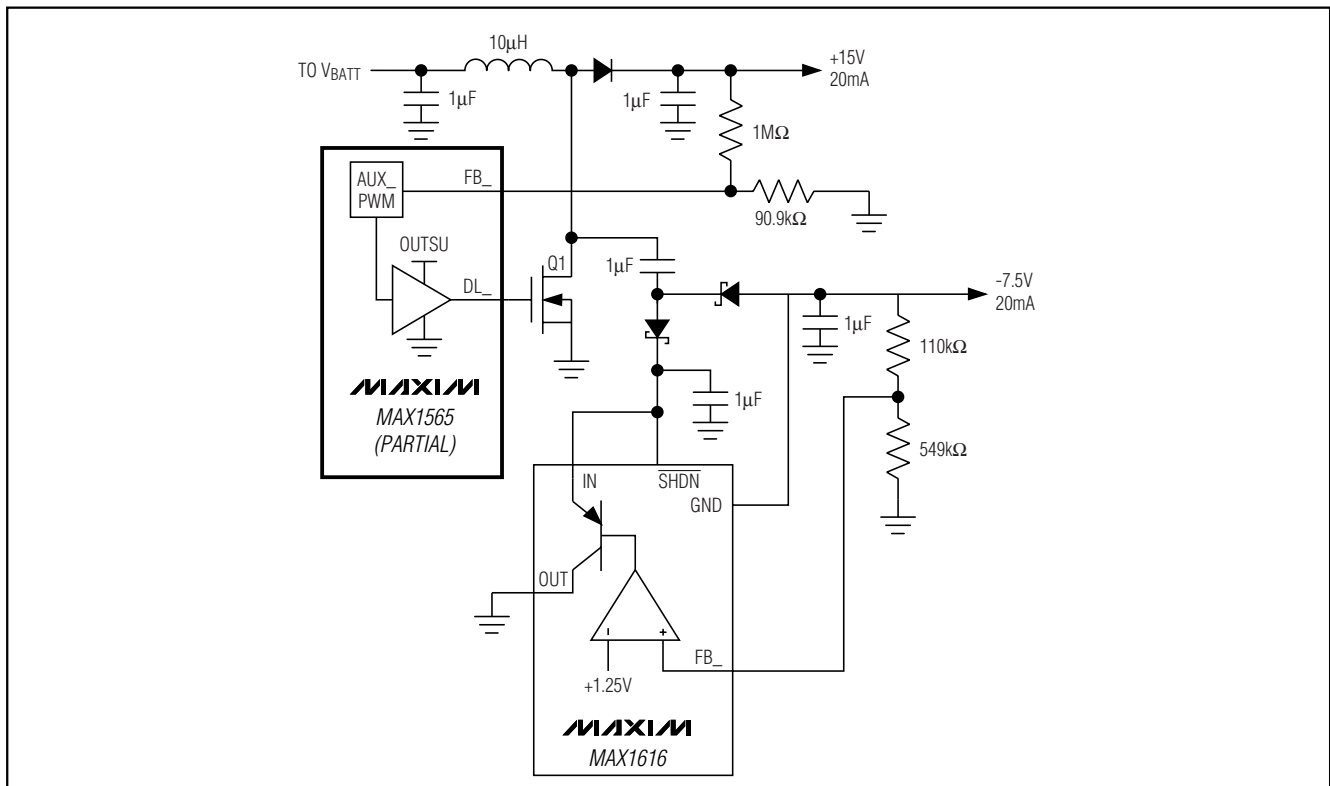 10µH
TO VBATT
+15V
20mA
1µF
1µF
1MΩ
AUX_
PWM
FB_
90.9kΩ
OUTSU
Q1
1µF
DL_
-7.5V
20mA
1µF
110kΩ
MAXIM
MAX1565
(PARTIAL)
1µF
549kΩ
IN
SHDN
GND
OUT
-
+
FB_
+1.25V
MAXIM
MAX1616